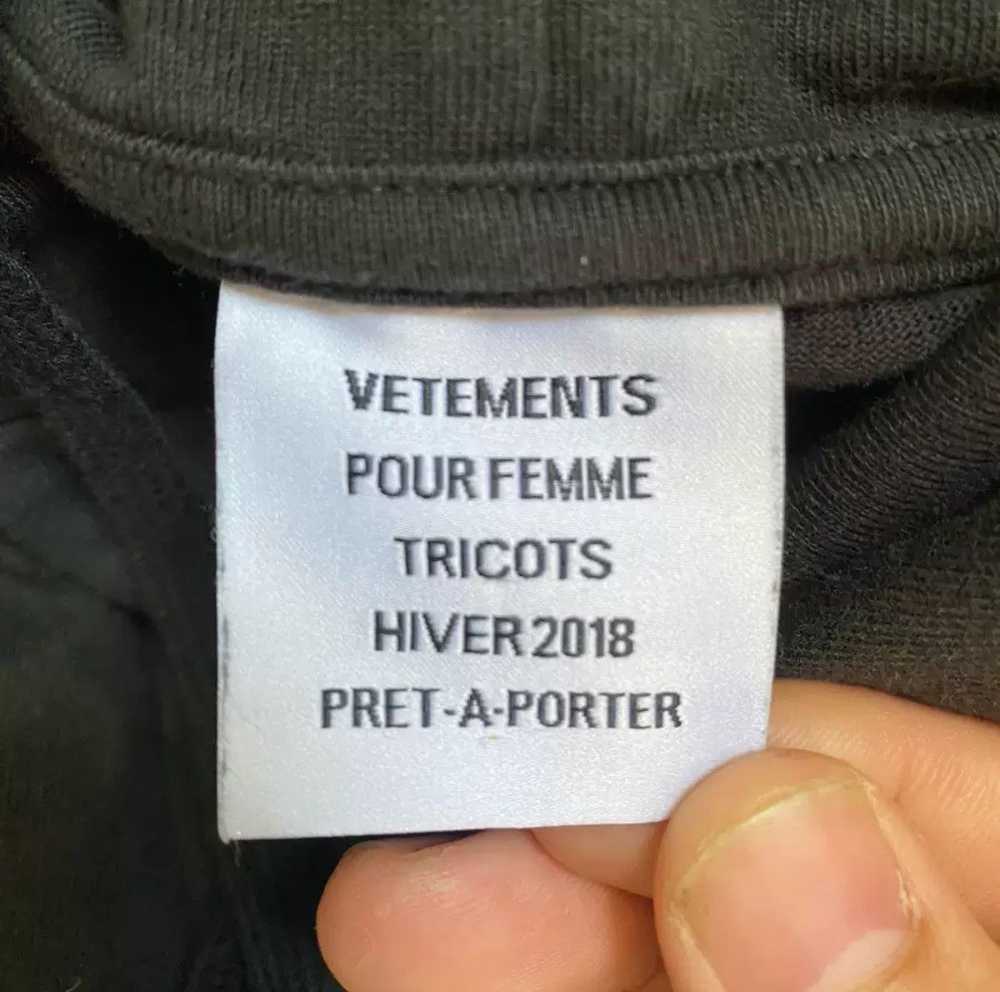 VETEMENTS
POUR FEMME
TRICOTS
HIVER 2018
PRET-A-PORTER